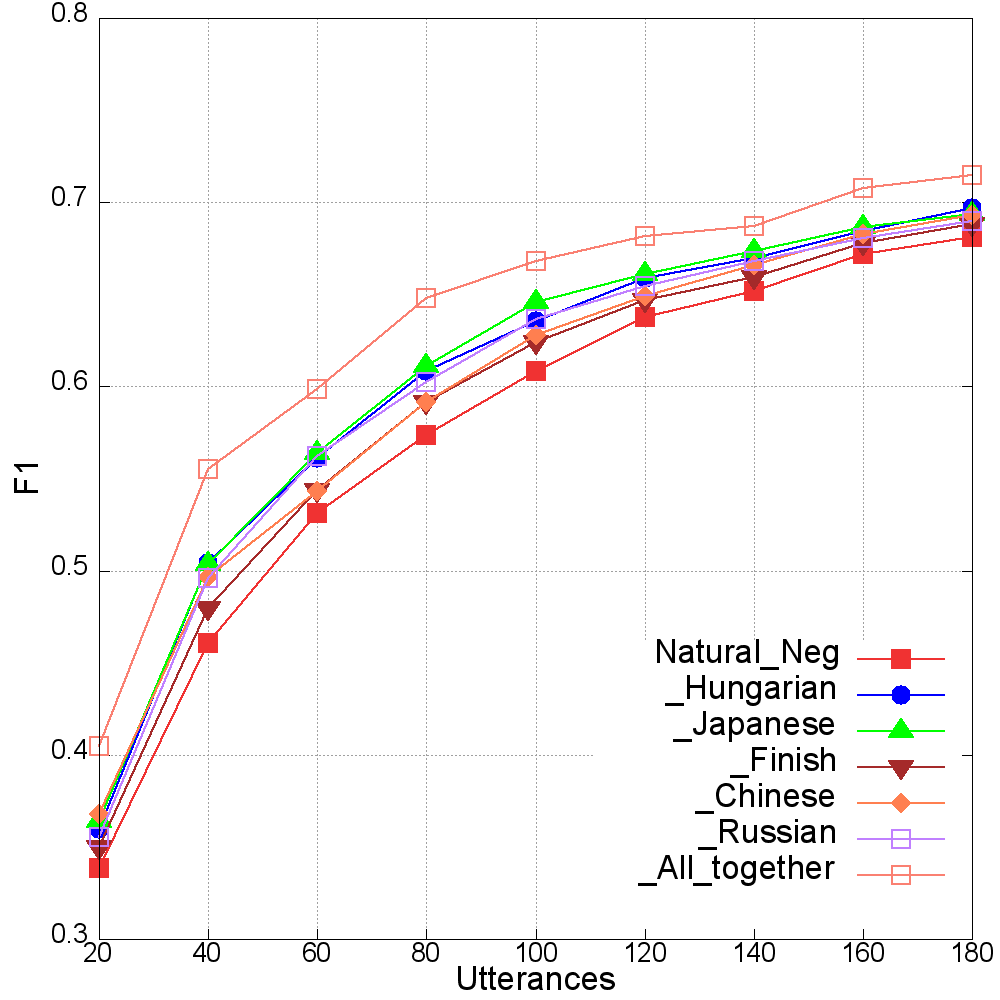 0.8
0.7
0.6
0.5
0.4
0.3
F1
Natural_Neg
_Hungarian
_Japanese
_Finish
_Chinese
_Russian
_All_together
20 40 60 80 100 120 140 160 180
Utterances